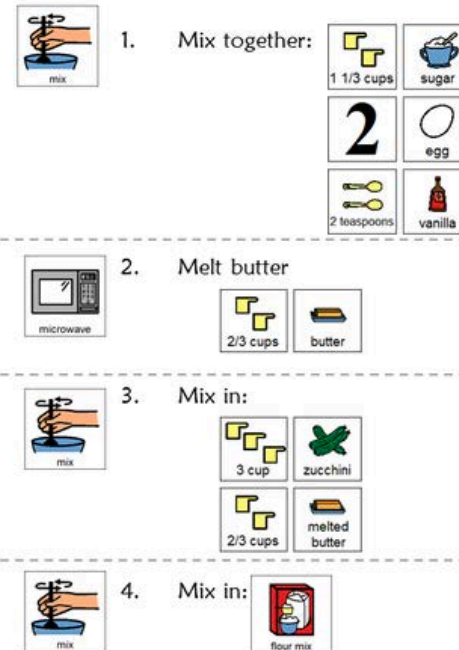 1. Mix together:
mix
1 1/3 cups sugar
2 egg
2 teaspoons vanilla
2. Melt butter
microwave
2/3 cups butter
3. Mix in:
mix
3 cup zucchini
2/3 cups melted butter
4. Mix in:
mix
flour mix